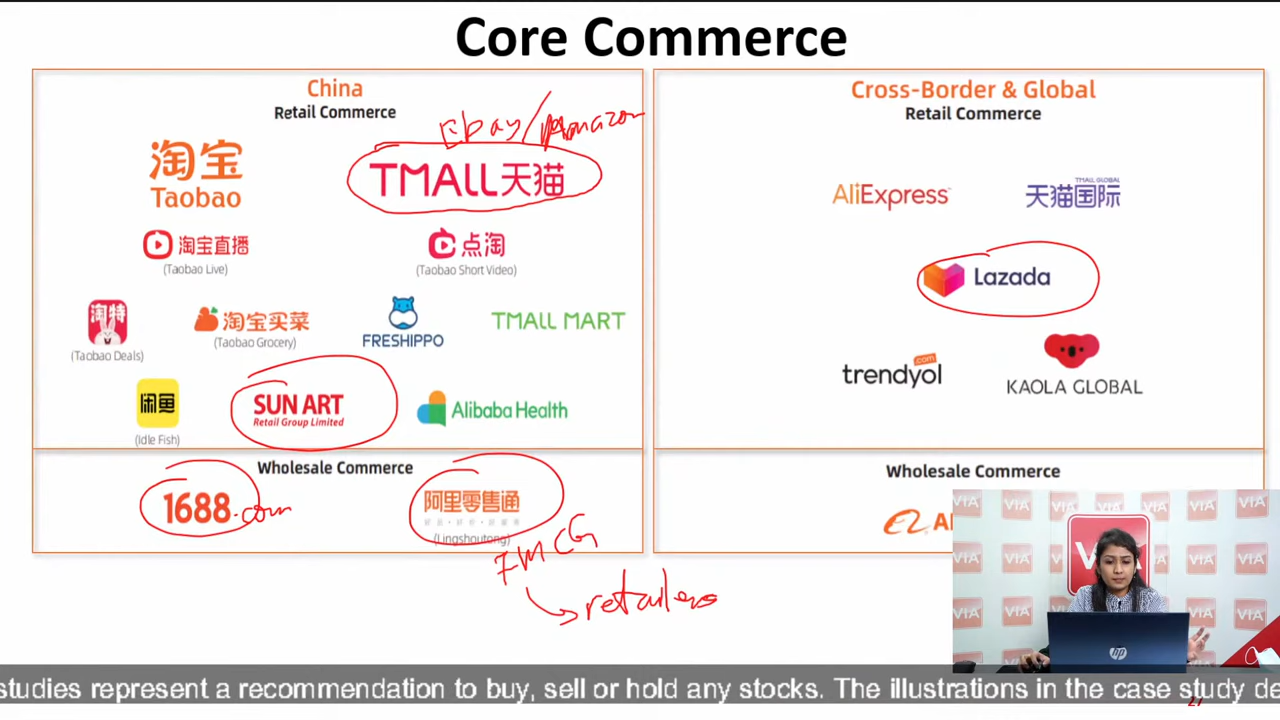 Core Commerce
China
Retail Commerce
Ebay/Amazon
淘宝
Taobao
TMALL天猫
淘宝直播
(Taobao Live)
点淘
(Taobao Short Video)
淘特
(Taobao Deals)
淘宝买菜
(Taobao Grocery)
FRESHIPPO
TMALL MART
闲鱼
(Idle Fish)
SUN ART
Retail Group Limited
Alibaba Health
Wholesale Commerce
1688.com
阿里零售通
(Lingshoutong)
FMCG
retailers
Cross-Border & Global
Retail Commerce
AliExpress
TMALL GLOBAL
天猫国际
Lazada
trendyol
.com
KAOLA GLOBAL
Wholesale Commerce
VIA
studies represent a recommendation to buy, sell or hold any stocks. The illustrations in the case study de
27